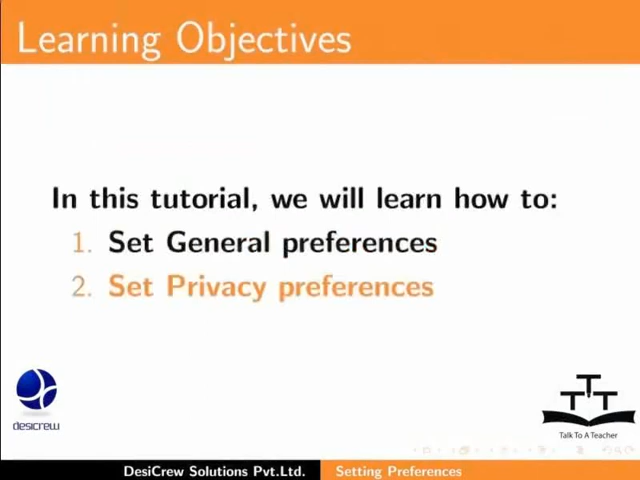 Learning Objectives
In this tutorial, we will learn how to:
1. Set General preferences
2. Set Privacy preferences
desicrew
TTT
Talk To A Teacher
DesiCrew Solutions Pvt.Ltd. Setting Preferences